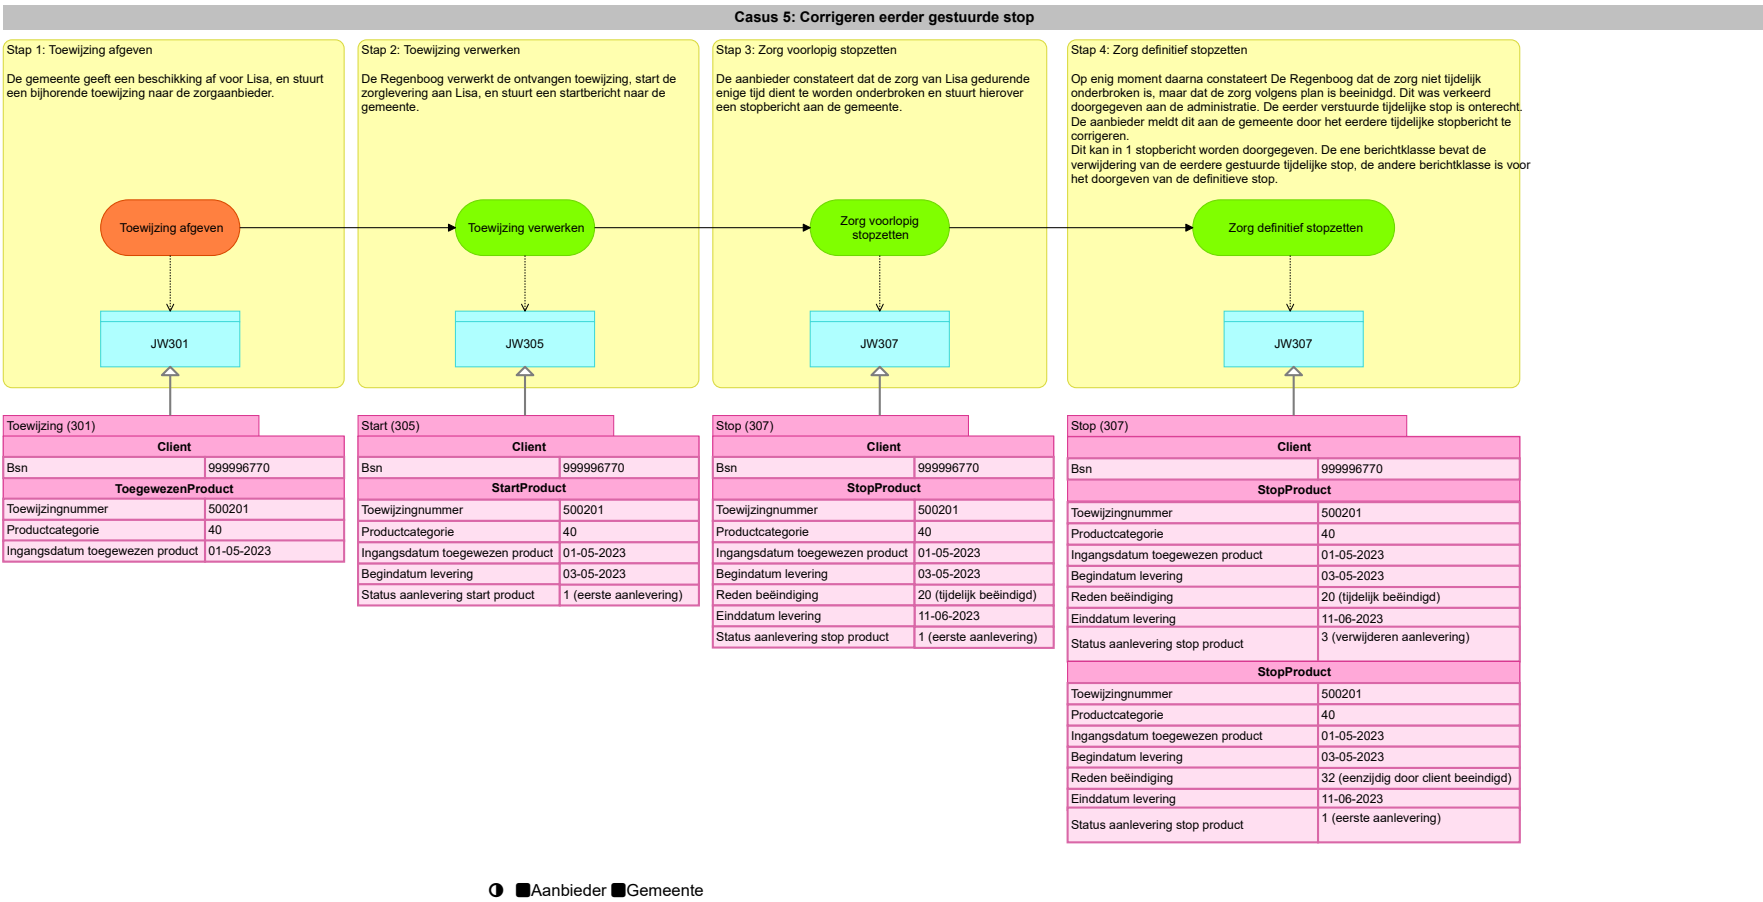 Casus 5: Corrigeren eerder gestuurde stop
Stap 1: Toewijzing afgeven
De gemeente geeft een beschikking af voor Lisa, en stuurt
een bijhorende toewijzing naar de zorgaanbieder.
Toewijzing afgeven
JW301
Stap 2: Toewijzing verwerken
De Regenboog verwerkt de ontvangen toewijzing, start de
zorglevering aan Lisa, en stuurt een startbericht naar de
gemeente.
Toewijzing verwerken
JW305
Stap 3: Zorg voorlopig stopzetten
De aanbieder constateert dat de zorg van Lisa gedurende
enige tijd dient te worden onderbroken en stuurt hierover
een stopbericht aan de gemeente.
Zorg voorlopig
stopzetten
JW307
Stap 4: Zorg definitief stopzetten
Op enig moment daarna constateert De Regenboog dat de zorg niet tijdelijk
onderbroken is, maar dat de zorg volgens plan is beeinidgd. Dit was verkeerd
doorgegeven aan de administratie. De eerder verstuurde tijdelijke stop is onterecht.
De aanbieder meldt dit aan de gemeente door het eerdere tijdelijke stopbericht te
corrigeren.
Dit kan in 1 stopbericht worden doorgegeven. De ene berichtklasse bevat de
verwijdering van de eerdere gestuurde tijdelijke stop, de andere berichtklasse is voor
het doorgeven van de definitieve stop.
Zorg definitief stopzetten
JW307
Toewijzing (301)
Client
Bsn 999996770
ToegewezenProduct
Toewijzingnummer 500201
Productcategorie 40
Ingangsdatum toegewezen product 01-05-2023
Start (305)
Client
Bsn 999996770
StartProduct
Toewijzingnummer 500201
Productcategorie 40
Ingangsdatum toegewezen product 01-05-2023
Begindatum levering 03-05-2023
Status aanlevering start product 1 (eerste aanlevering)
Stop (307)
Client
Bsn 999996770
StopProduct
Toewijzingnummer 500201
Productcategorie 40
Ingangsdatum toegewezen product 01-05-2023
Begindatum levering 03-05-2023
Reden beëindiging 20 (tijdelijk beëindigd)
Einddatum levering 11-06-2023
Status aanlevering stop product 1 (eerste aanlevering)
Stop (307)
Client
Bsn 999996770
StopProduct
Toewijzingnummer 500201
Productcategorie 40
Ingangsdatum toegewezen product 01-05-2023
Begindatum levering 03-05-2023
Reden beëindiging 20 (tijdelijk beëindigd)
Einddatum levering 11-06-2023
Status aanlevering stop product 3 (verwijderen aanlevering)
StopProduct
Toewijzingnummer 500201
Productcategorie 40
Ingangsdatum toegewezen product 01-05-2023
Begindatum levering 03-05-2023
Reden beëindiging 32 (eenzijdig door client beeindigd)
Einddatum levering 11-06-2023
Status aanlevering stop product 1 (eerste aanlevering)
Aanbieder Gemeente